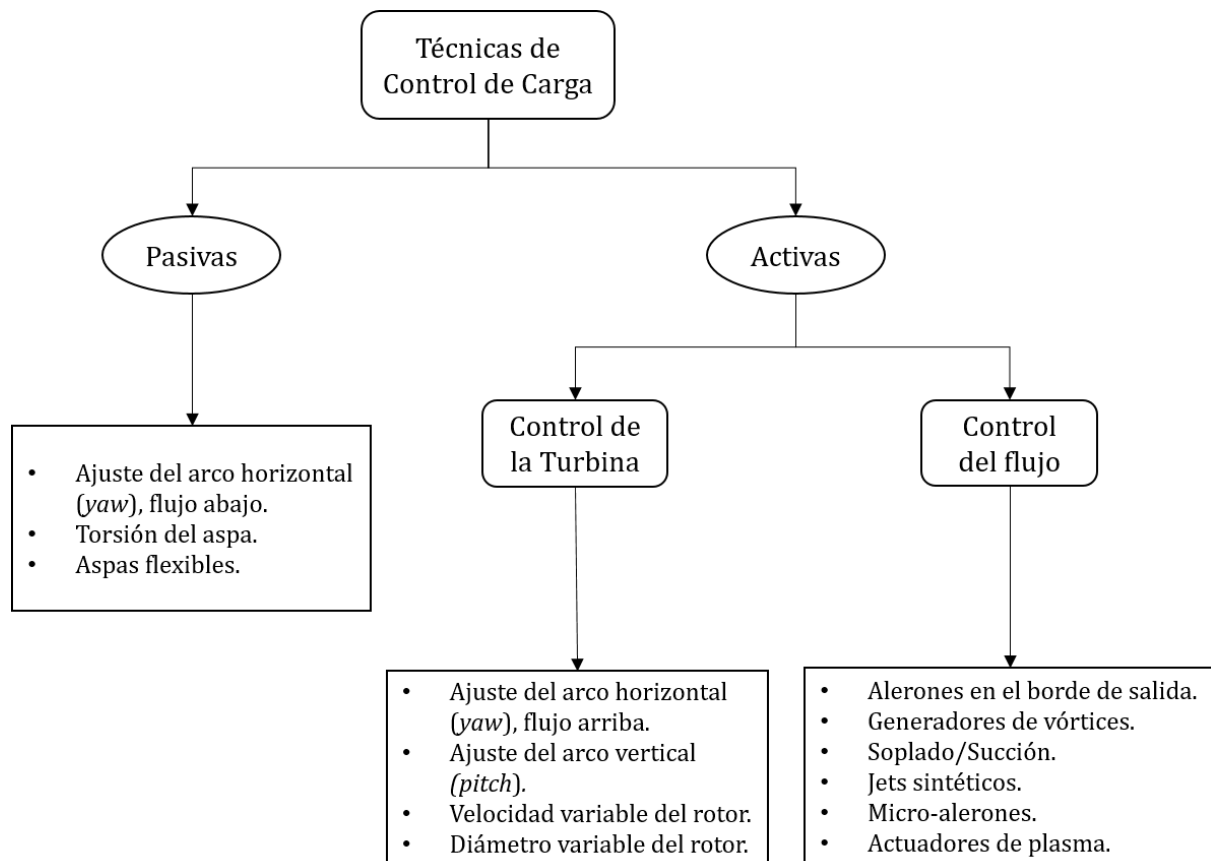 Técnicas de
Control de Carga
Pasivas
Activas
Control de
la Turbina
Control
del flujo
• Ajuste del arco horizontal
(yaw), flujo abajo.
• Torsión del aspa.
• Aspas flexibles.
• Ajuste del arco horizontal
(yaw), flujo arriba.
• Ajuste del arco vertical
(pitch).
• Velocidad variable del rotor.
• Diámetro variable del rotor.
• Alerones en el borde de salida.
• Generadores de vórtices.
• Soplado/Succión.
• Jets sintéticos.
• Micro-alerones.
• Actuadores de plasma.